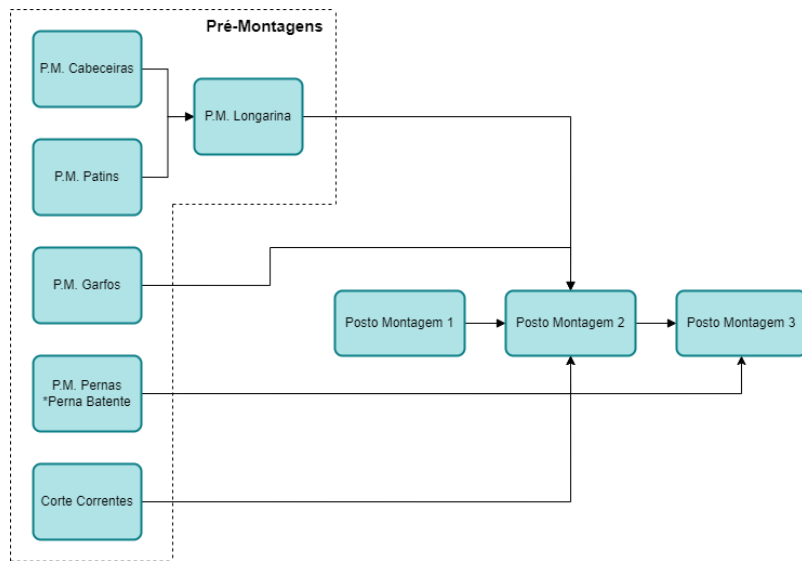 Pré-Montagens
P.M. Cabeceiras
P.M. Longarina
P.M. Patins
P.M. Garfos
Posto Montagem 1
Posto Montagem 2
Posto Montagem 3
P.M. Pernas
*Perna Batente
Corte Correntes